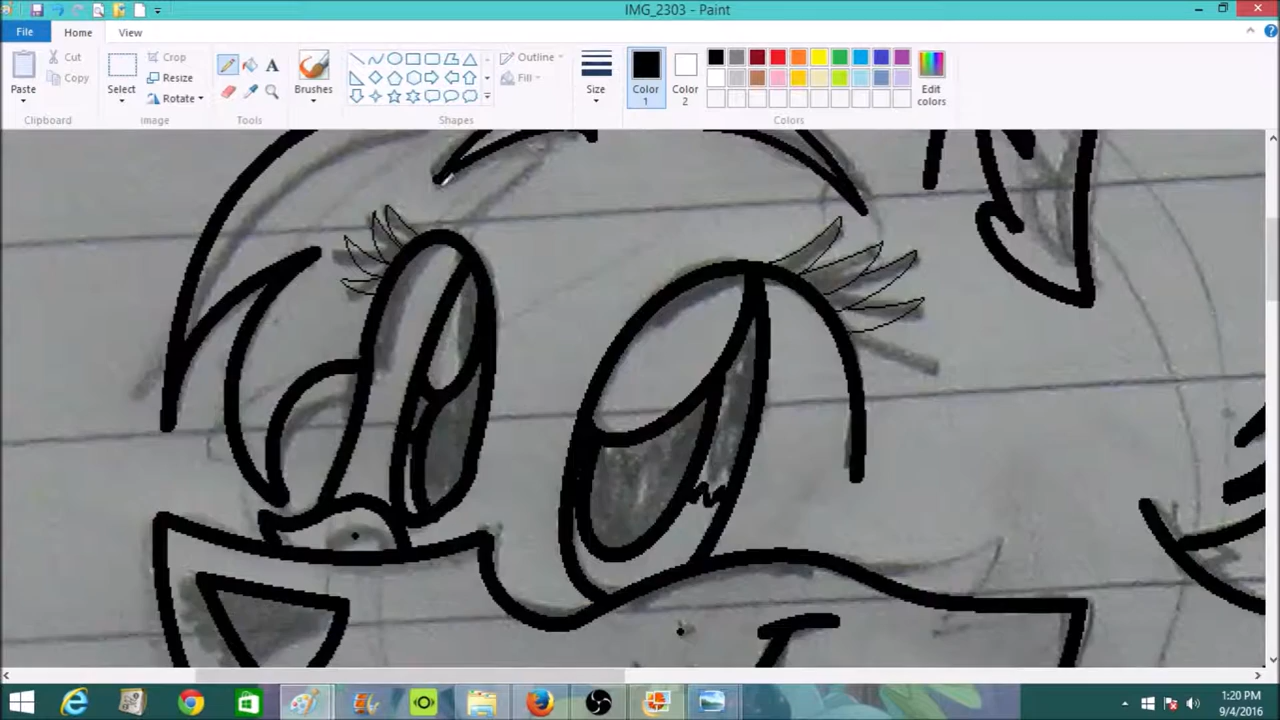 IMG_2303 - Paint
File Home View
Paste Cut Copy Clipboard
Select Crop Resize Rotate Image
A Tools
Brushes
Outline Fill Shapes
Size
Color 1 Color 2 Edit colors Colors
1:20 PM
9/4/2016